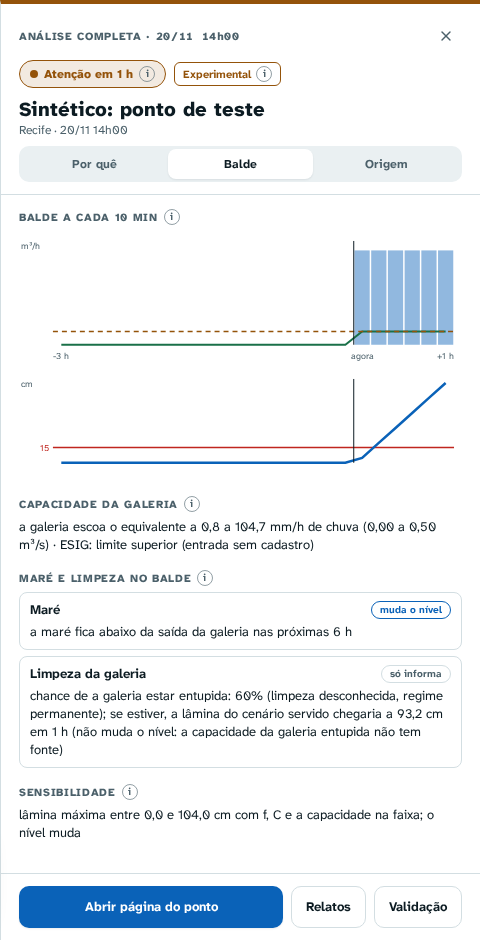 ANÁLISE COMPLETA · 20/11 14h00
Atenção em 1 h i
Experimental i
Sintético: ponto de teste
Recife · 20/11 14h00
Por quê
Balde
Origem
BALDE A CADA 10 MIN i
m³/h
-3 h
agora
+1 h
cm
15
CAPACIDADE DA GALERIA i
a galeria escoa o equivalente a 0,8 a 104,7 mm/h de chuva (0,00 a 0,50
m³/s) · ESIG: limite superior (entrada sem cadastro)
MARÉ E LIMPEZA NO BALDE i
Maré
muda o nível
a maré fica abaixo da saída da galeria nas próximas 6 h
Limpeza da galeria
só informa
chance de a galeria estar entupida: 60% (limpeza desconhecida, regime
permanente); se estiver, a lâmina do cenário servido chegaria a 93,2 cm
em 1 h (não muda o nível: a capacidade da galeria entupida não tem
fonte)
SENSIBILIDADE i
lâmina máxima entre 0,0 e 104,0 cm com f, C e a capacidade na faixa; o
nível muda
Abrir página do ponto
Relatos
Validação